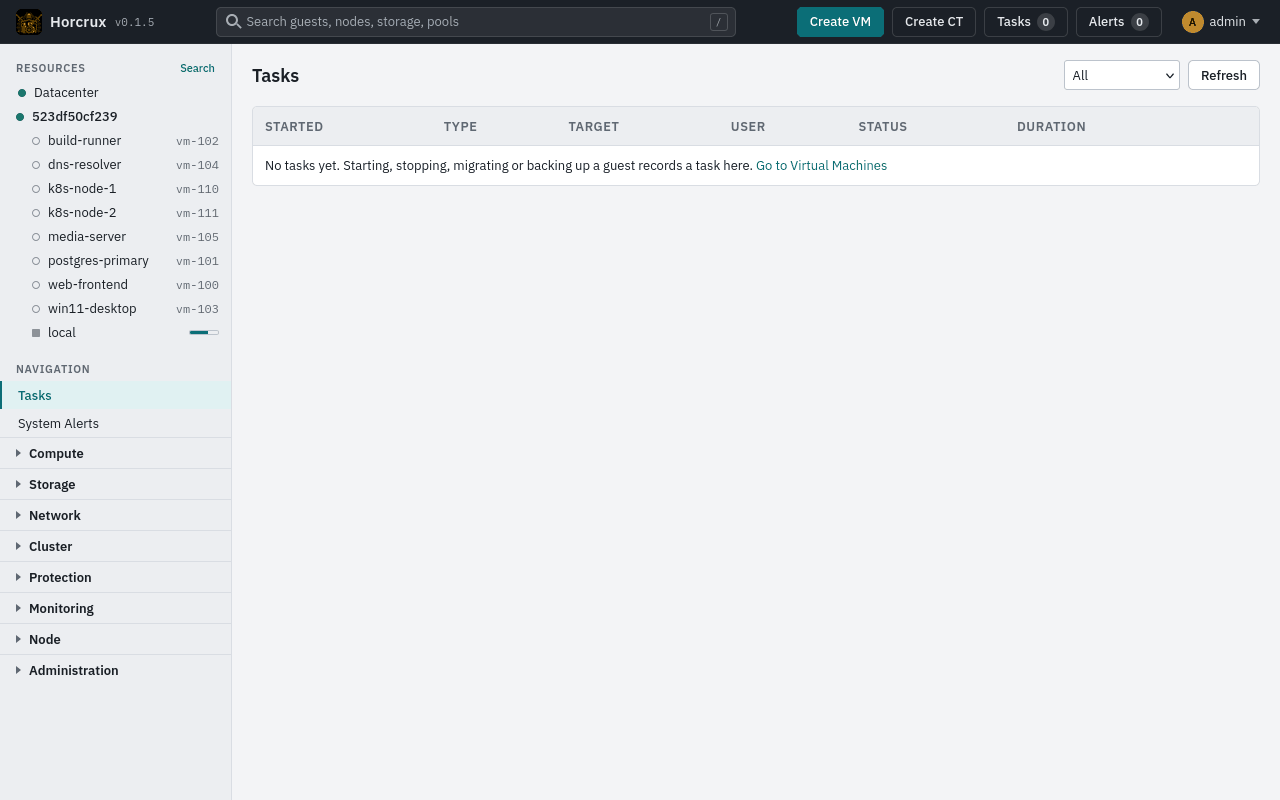 Horcrux v0.1.5
Search guests, nodes, storage, pools /
Create VM
Create CT
Tasks 0
Alerts 0
A admin
RESOURCES Search
Datacenter
523df50cf239
build-runner vm-102
dns-resolver vm-104
k8s-node-1 vm-110
k8s-node-2 vm-111
media-server vm-105
postgres-primary vm-101
web-frontend vm-100
win11-desktop vm-103
local
NAVIGATION
Tasks
System Alerts
Compute
Storage
Network
Cluster
Protection
Monitoring
Node
Administration
Tasks
All
Refresh
STARTED TYPE TARGET USER STATUS DURATION
No tasks yet. Starting, stopping, migrating or backing up a guest records a task here. Go to Virtual Machines